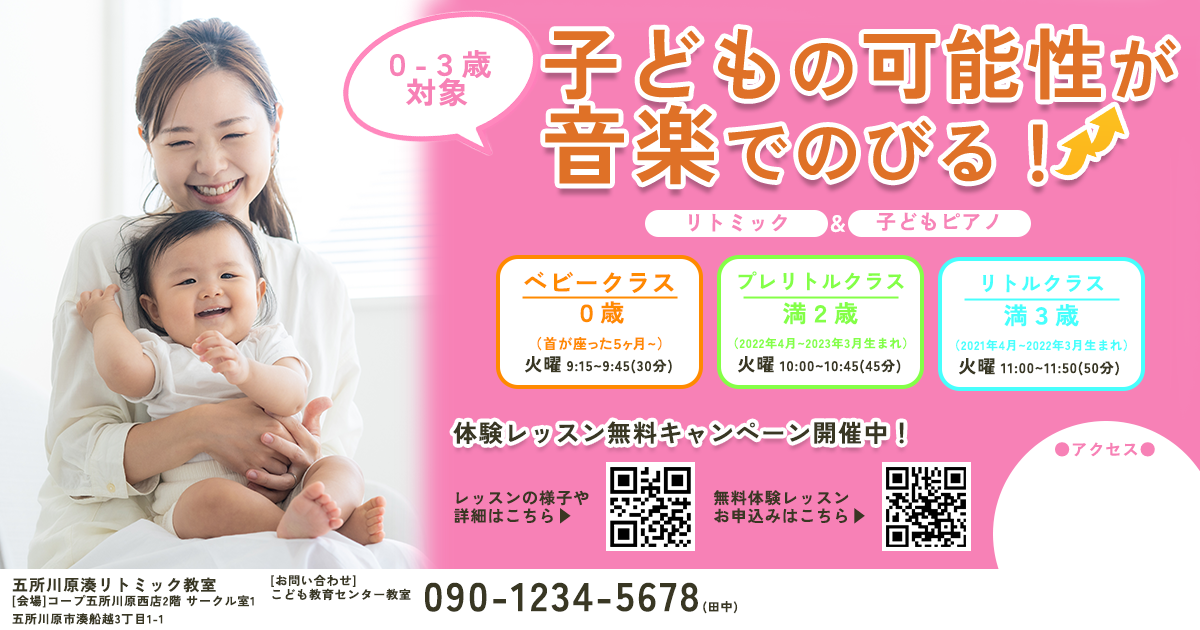 0-3歳
対象
子どもの可能性が
音楽でのびる！
リトミック & 子どもピアノ
ベビークラス
0歳
(首が座った5ヶ月~)
火曜 9:15~9:45(30分)
プレリトルクラス
満2歳
(2022年4月~2023年3月生まれ)
火曜 10:00~10:45(45分)
リトルクラス
満3歳
(2021年4月~2022年3月生まれ)
火曜 11:00~11:50(50分)
体験レッスン無料キャンペーン開催中！
レッスンの様子や
詳細はこちら▶
無料体験レッスン
お申込みはこちら▶
●アクセス●
五所川原湊リトミック教室
[会場]コープ五所川原西店2階 サークル室1
五所川原市湊船越3丁目1-1
[お問い合わせ]
こども教育センター教室
090-1234-5678(田中)